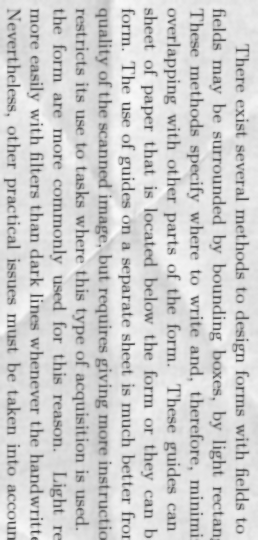 There exist several methods to design forms with fields to
fields may be surrounded by bounding boxes, by light rectang
These methods specify where to write and, therefore, minimi
overlapping with other parts of the form. These guides can
sheet of paper that is located below the form or they can b
form. The use of guides on a separate sheet is much better fro
quality of the scanned image, but requires giving more instructio
restricts its use to tasks where this type of acquisition is used.
the form are more commonly used for this reason. Light re
more easily with filters than dark lines whenever the handwritte
Nevertheless, other practical issues must be taken into accoun